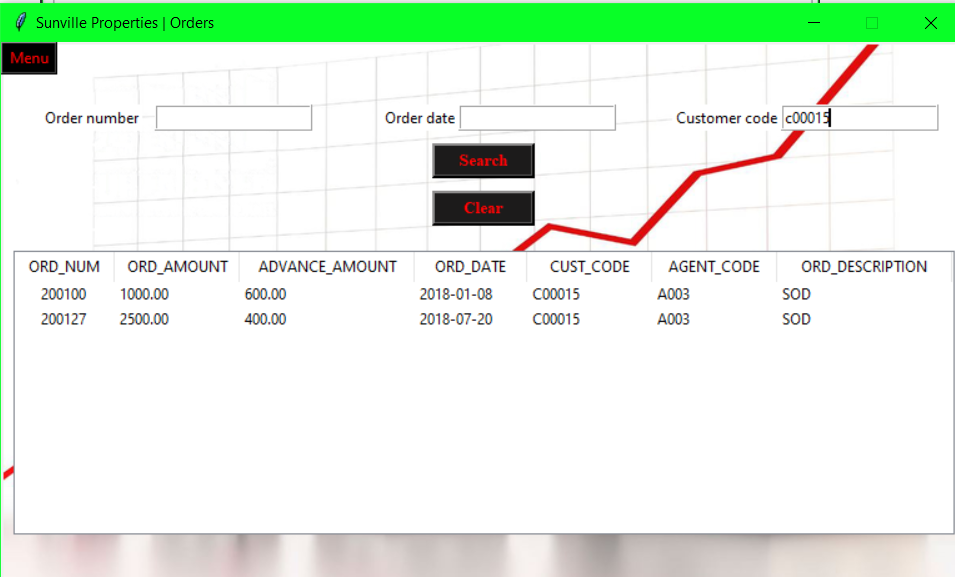 Sunville Properties | Orders
Menu
Order number Order date Customer code c00015
Search
Clear
ORD_NUM ORD_AMOUNT ADVANCE_AMOUNT ORD_DATE CUST_CODE AGENT_CODE ORD_DESCRIPTION
200100 1000.00 600.00 2018-01-08 C00015 A003 SOD
200127 2500.00 400.00 2018-07-20 C00015 A003 SOD